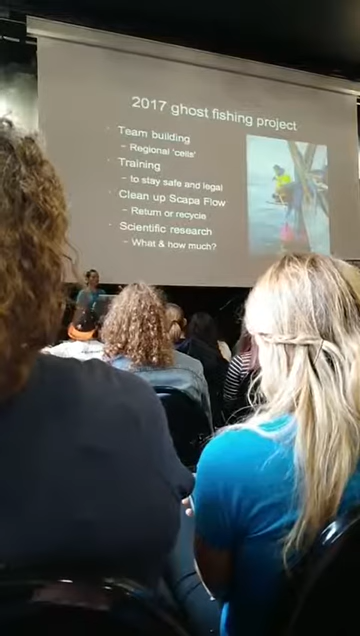 2017 ghost fishing project
Team building
– Regional 'cells'
Training
– to stay safe and legal
Clean up Scapa Flow
– Return or recycle
Scientific research
– What & how much?